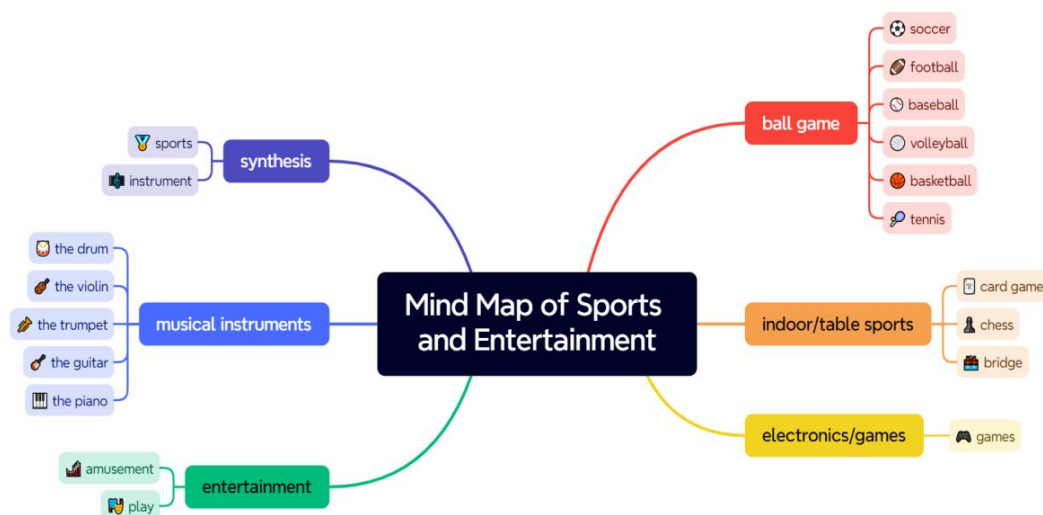 Mind Map of Sports
and Entertainment
ball game
soccer
football
baseball
volleyball
basketball
tennis
indoor/table sports
card game
chess
bridge
electronics/games
games
synthesis
sports
instrument
musical instruments
the drum
the violin
the trumpet
the guitar
the piano
entertainment
amusement
play